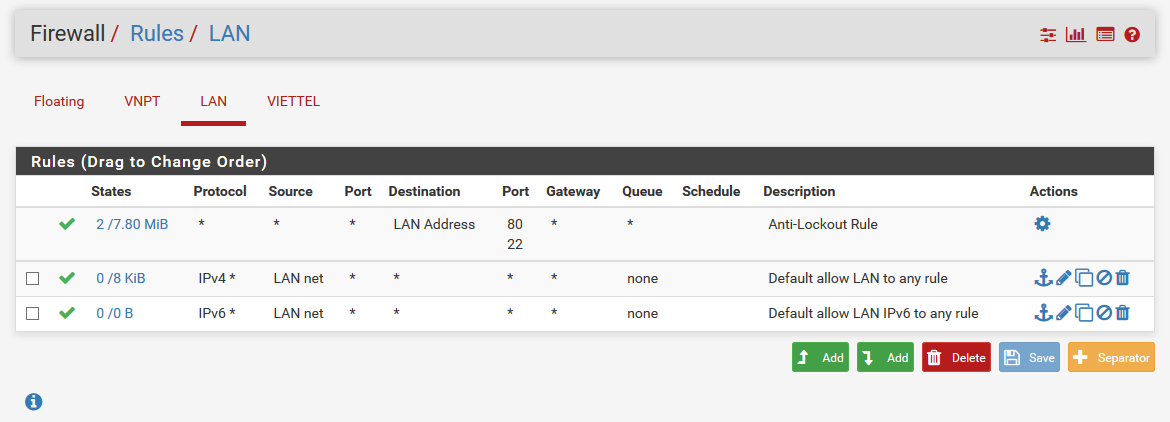 Firewall / Rules / LAN
Floating VNPT LAN VIETTEL
Rules (Drag to Change Order)
States Protocol Source Port Destination Port Gateway Queue Schedule Description Actions
2 /7.80 MiB * * * LAN Address 80 * * Anti-Lockout Rule
22
0 /8 KiB IPv4 * LAN net * * * * none Default allow LAN to any rule
0 /0 B IPv6 * LAN net * * * * none Default allow LAN IPv6 to any rule
Add Add Delete Save Separator